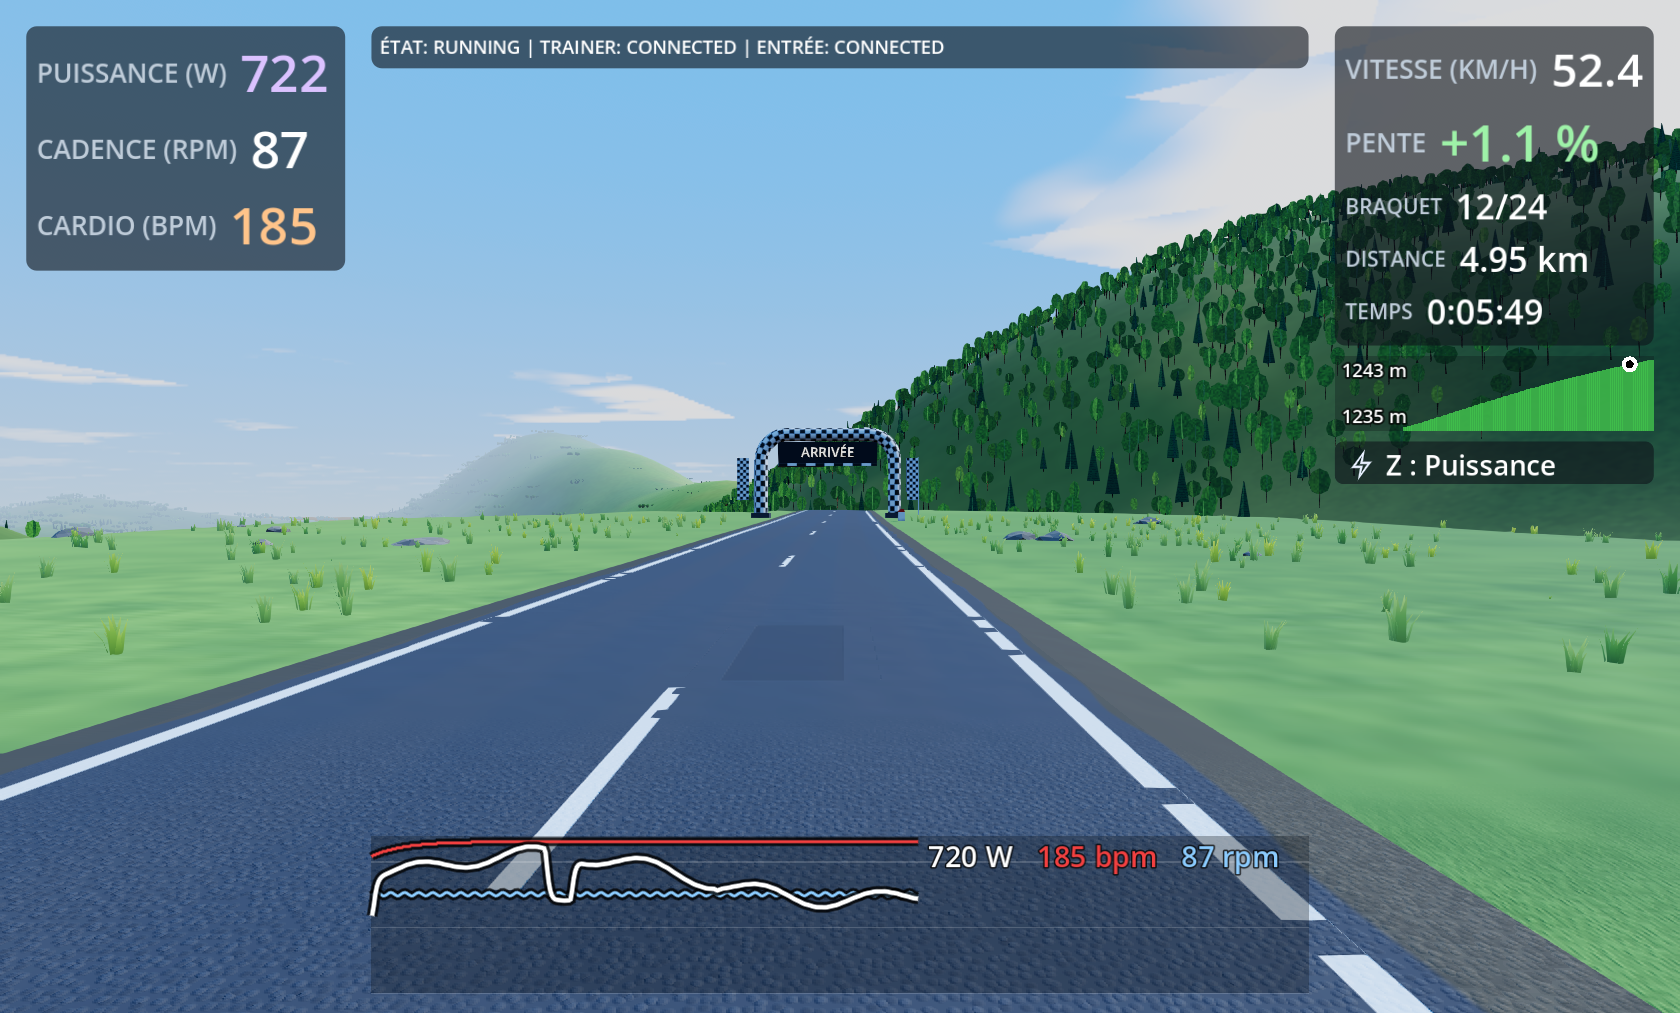 PUISSANCE (W) 722
CADENCE (RPM) 87
CARDIO (BPM) 185
ÉTAT: RUNNING | TRAINER: CONNECTED | ENTRÉE: CONNECTED
VITESSE (KM/H) 52.4
PENTE +1.1 %
BRAQUET 12/24
DISTANCE 4.95 km
TEMPS 0:05:49
1243 m
1235 m
Z : Puissance
ARRIVÉE
720 W 185 bpm 87 rpm